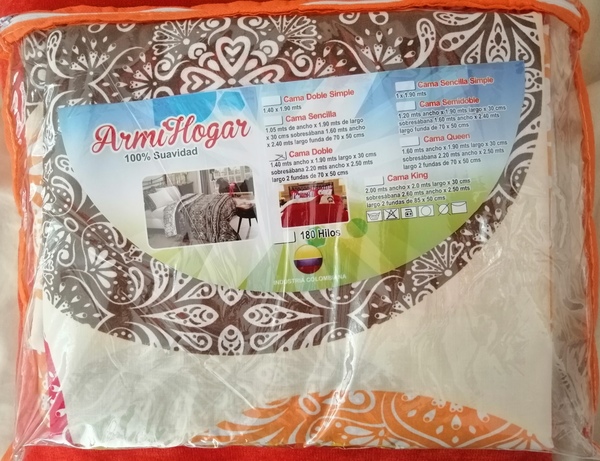 ArmiHogar
100% Suavidad
Cama Doble Simple
1.40 x 1.90 mts
Cama Sencilla
1.05 mts de ancho x 1.90 mts de largo
x 30 cms sobresábana 1.60 mts ancho
x 2.40 mts largo funda de 70 x 50 cms
Cama Doble
1.40 mts ancho x 1.90 mts largo x 30 cms
sobresábana 2.20 mts ancho x 2.50 mts
largo 2 fundas de 70 x 50 cms
180 Hilos
INDUSTRIA COLOMBIANA
Cama Sencilla Simple
1 x 1.90 mts
Cama Semidoble
1.20 mts ancho x 1.90 mts largo x 30 cms
sobresábana 1.60 mts ancho x 2.40 mts
largo funda de 70 x 50 cms
Cama Queen
1.60 mts ancho x 1.90 mts largo x 30 cms
sobresábana 2.20 mts ancho x 2.50 mts
largo 2 fundas de 70 x 50 cms
Cama King
2.00 mts ancho x 2.0 mts largo x 30 cms
sobresábana 2.60 mts ancho x 2.50 mts
largo 2 fundas de 85 x 50 cms